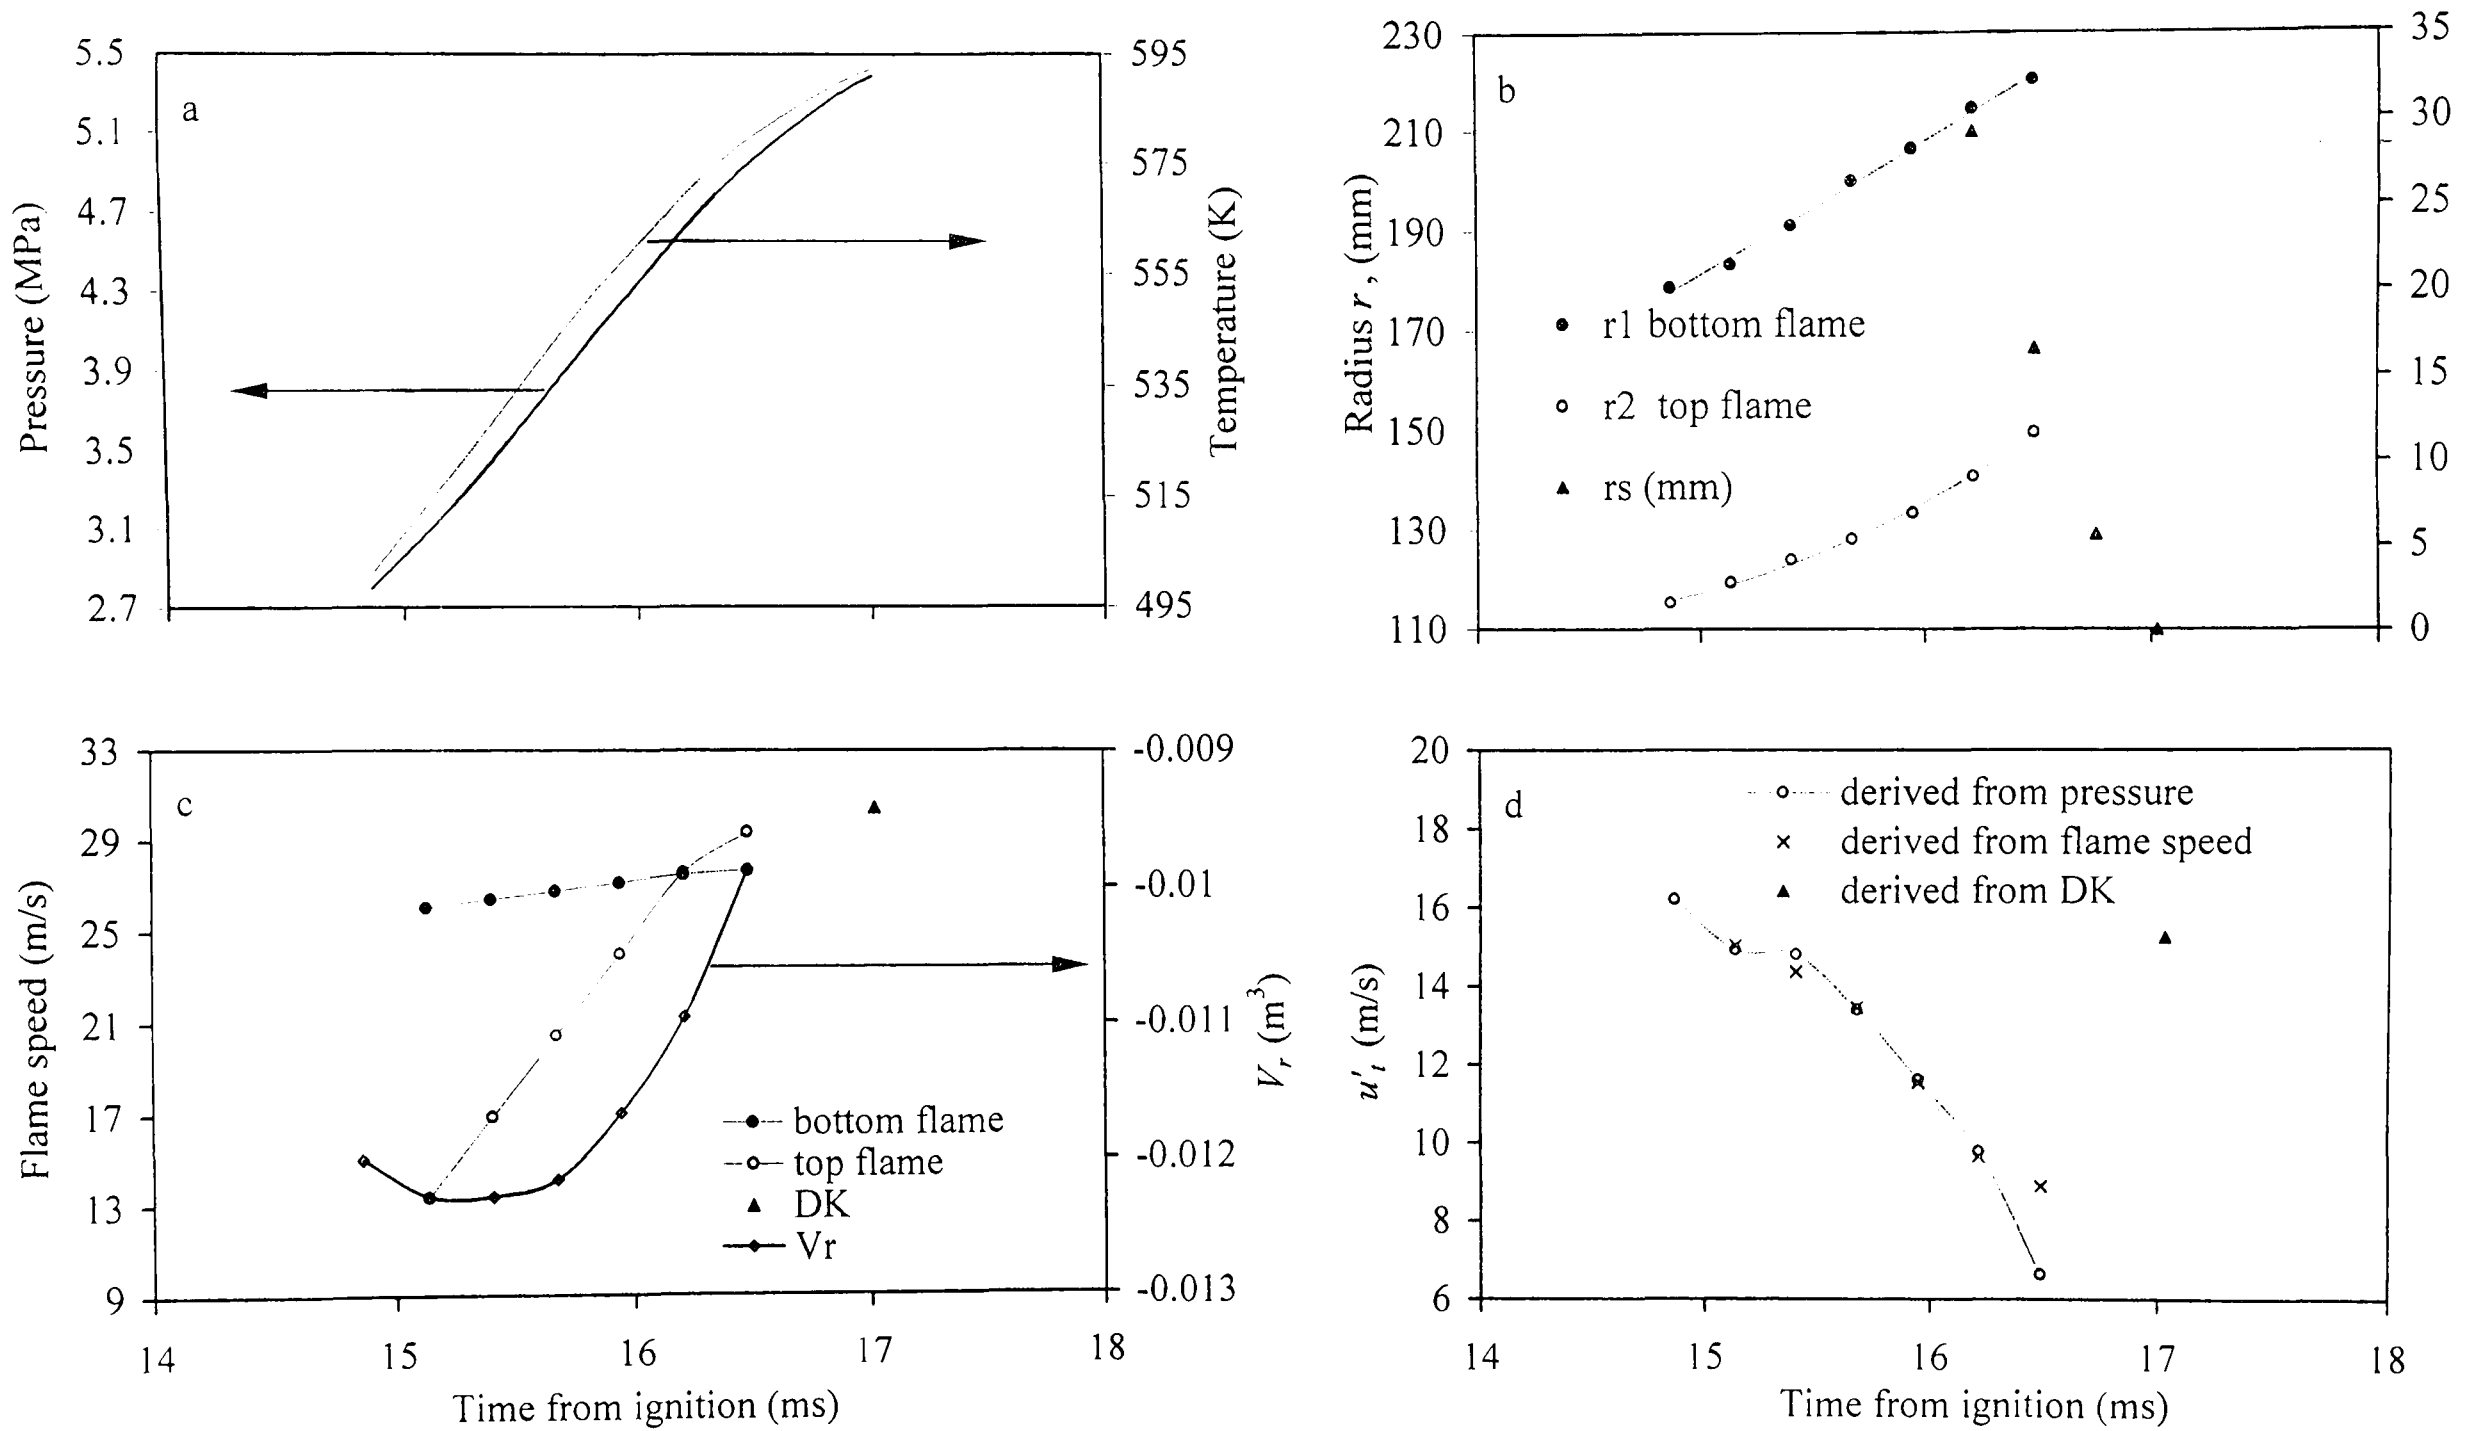 5.5
5.1
4.7
4.3
3.9
3.5
3.1
2.7
Pressure (MPa)
a
595
575
555
535
515
495
Temperature (K)
230
210
190
170
150
130
110
Radius r, (mm)
b
r1 bottom flame
r2 top flame
rs (mm)
35
30
25
20
15
10
5
0
33
29
25
21
17
13
9
Flame speed (m/s)
c
bottom flame
top flame
DK
Vr
-0.009
-0.01
-0.011
-0.012
-0.013
V_r (m³)
14 15 16 17 18
Time from ignition (ms)
20
18
16
14
12
10
8
6
u'_t (m/s)
d
derived from pressure
derived from flame speed
derived from DK
14 15 16 17 18
Time from ignition (ms)